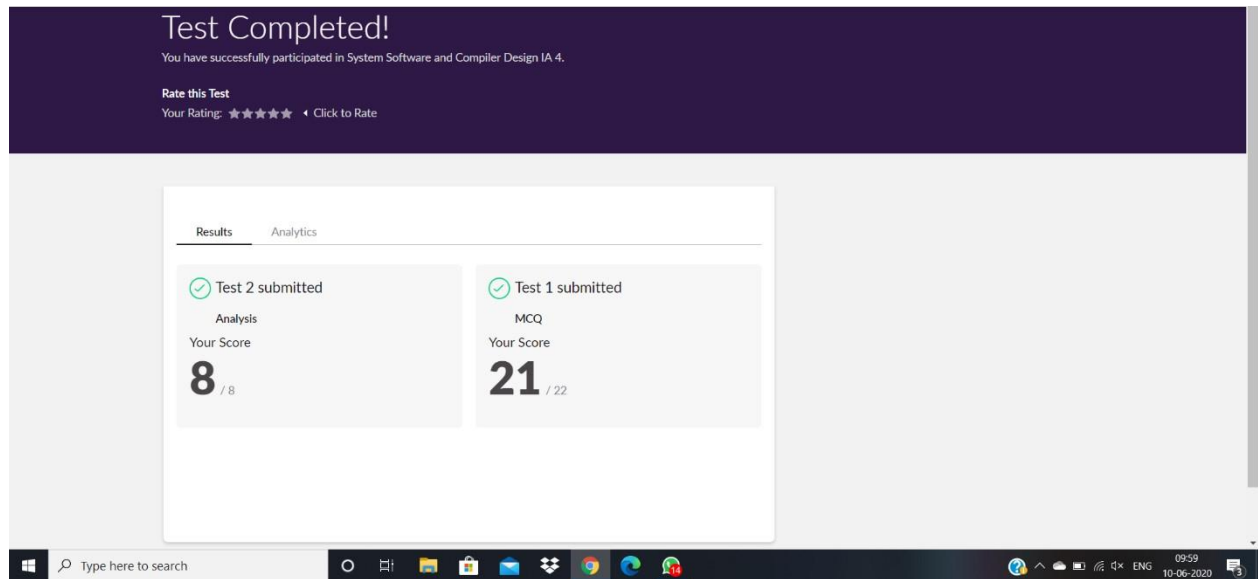 Test Completed!
You have successfully participated in System Software and Compiler Design IA 4.
Rate this Test
Your Rating: ★★★★★ Click to Rate
Results Analytics
Test 2 submitted
Analysis
Your Score
8 / 8
Test 1 submitted
MCQ
Your Score
21 / 22
Type here to search
14
ENG
09:59
10-06-2020
3